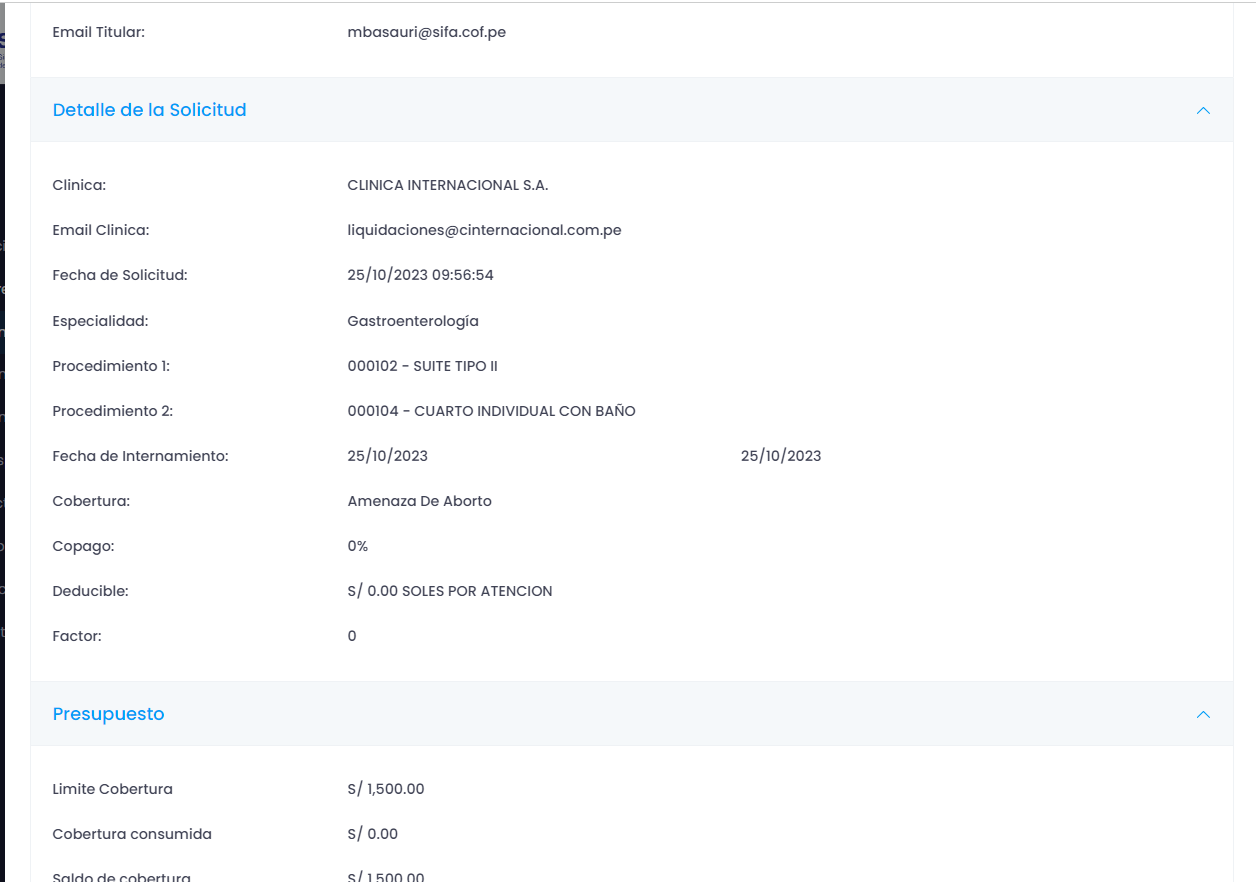 Email Titular: mbasauri@sifa.cof.pe
Detalle de la Solicitud
Clinica: CLINICA INTERNACIONAL S.A.
Email Clinica: liquidaciones@cinternacional.com.pe
Fecha de Solicitud: 25/10/2023 09:56:54
Especialidad: Gastroenterología
Procedimiento 1: 000102 - SUITE TIPO II
Procedimiento 2: 000104 - CUARTO INDIVIDUAL CON BAÑO
Fecha de Internamiento: 25/10/2023 25/10/2023
Cobertura: Amenaza De Aborto
Copago: 0%
Deducible: S/ 0.00 SOLES POR ATENCION
Factor: 0
Presupuesto
Limite Cobertura S/ 1,500.00
Cobertura consumida S/ 0.00
Saldo de cobertura S/ 1,500.00